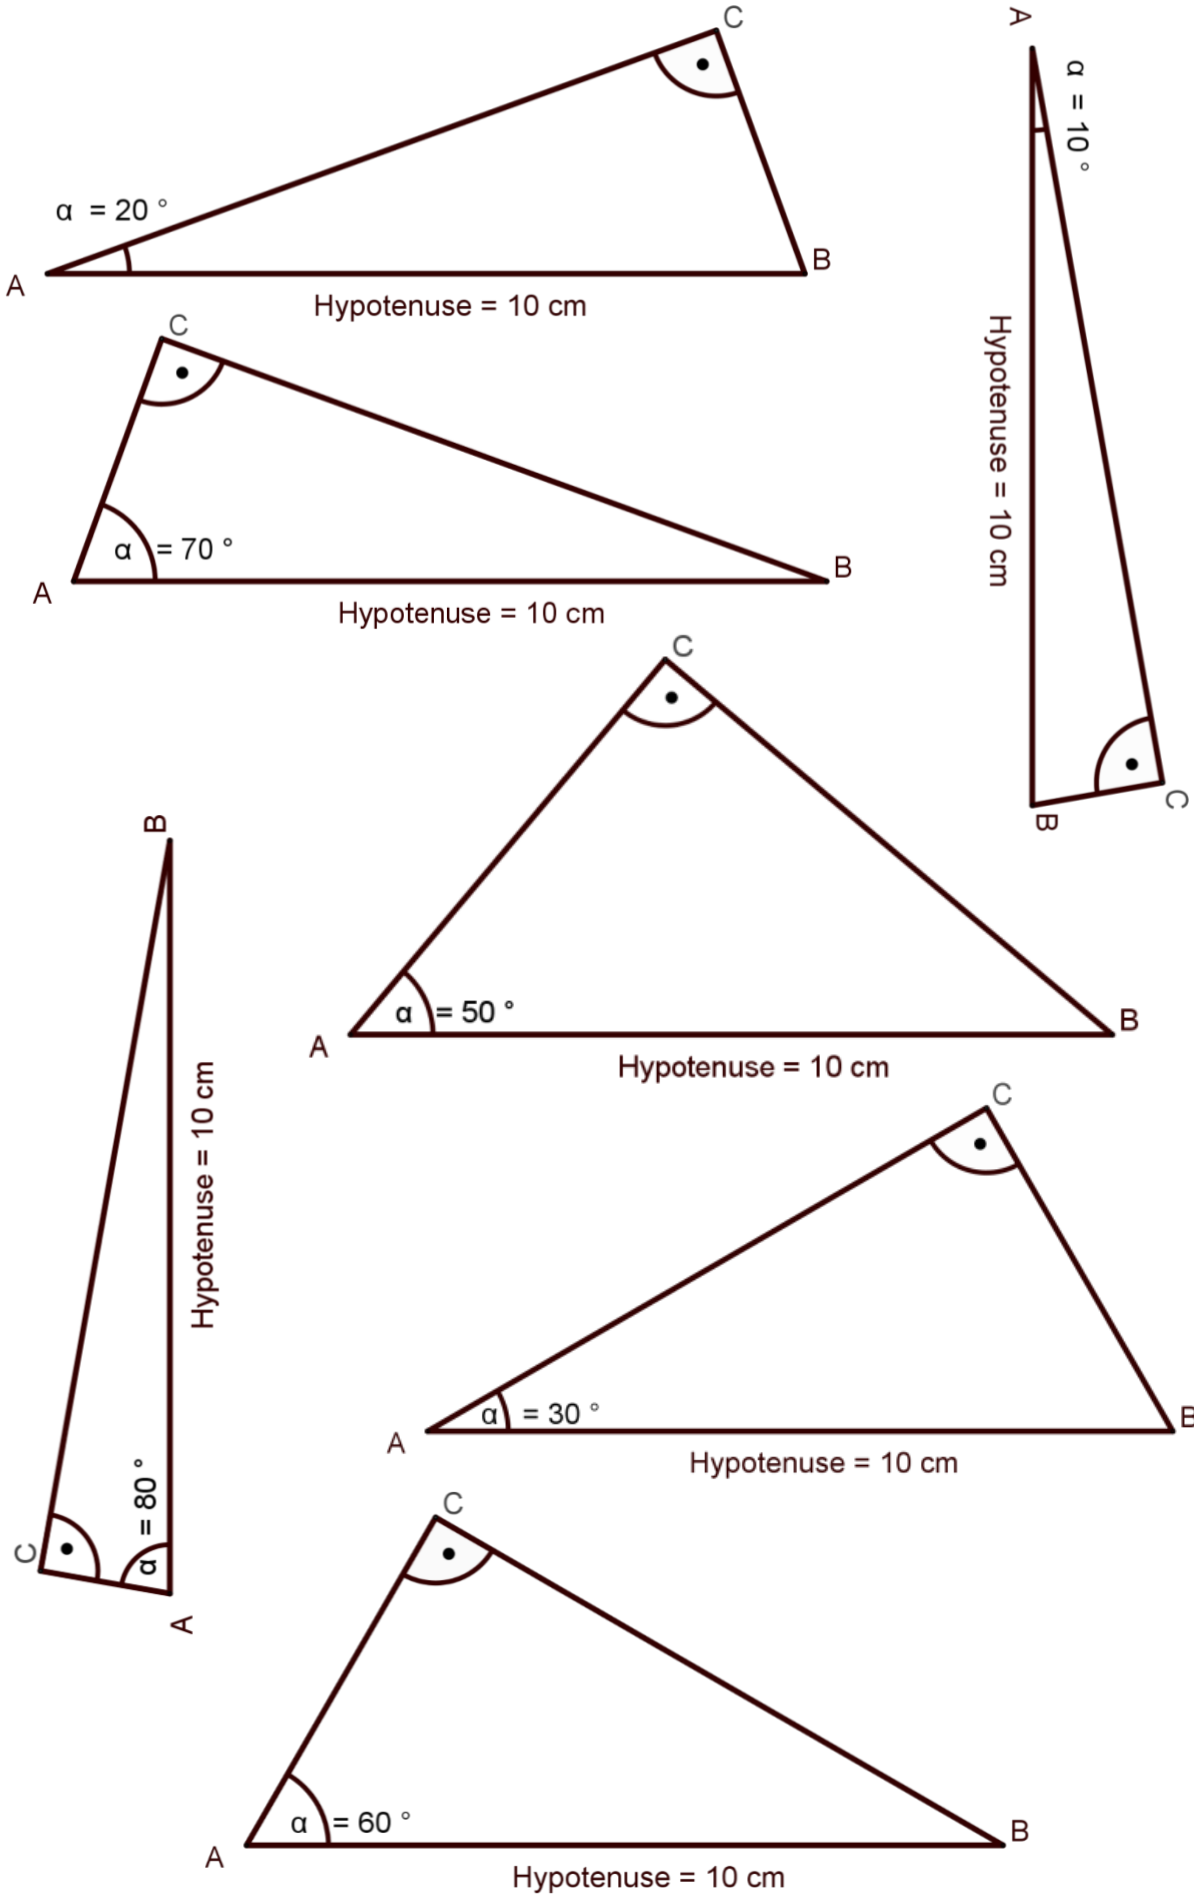 C
α = 20 °
A
B
Hypotenuse = 10 cm
A
α = 10 °
Hypotenuse = 10 cm
B
C
C
α = 70 °
A
B
Hypotenuse = 10 cm
C
α = 50 °
A
B
Hypotenuse = 10 cm
B
Hypotenuse = 10 cm
α = 80 °
C
A
C
α = 30 °
A
B
Hypotenuse = 10 cm
C
α = 60 °
A
B
Hypotenuse = 10 cm